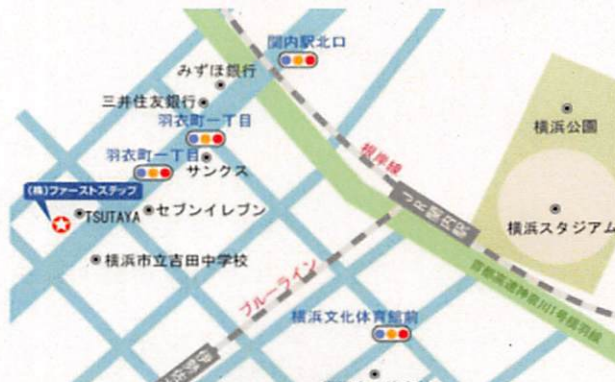 関内駅北口
みずほ銀行
三井住友銀行
羽衣町一丁目
羽衣町一丁目
サンクス
(株)ファーストステップ
TSUTAYA
セブンイレブン
横浜市立吉田中学校
根岸線
横浜公園
横浜スタジアム
首都高速神奈川1号横羽線
ブルーライン
横浜文化体育館前